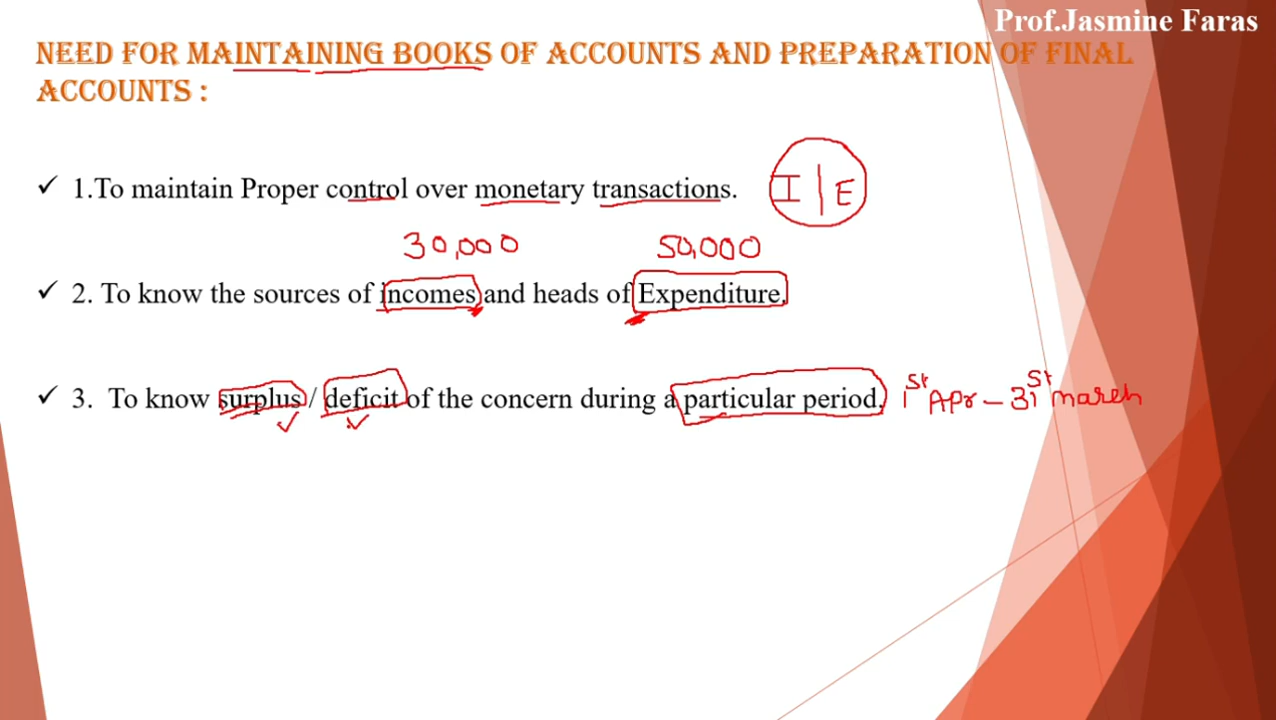 Prof.Jasmine Faras
NEED FOR MAINTAINING BOOKS OF ACCOUNTS AND PREPARATION OF FINAL
ACCOUNTS :
✓ 1.To maintain Proper control over monetary transactions. I | E
30,000 50,000
✓ 2. To know the sources of incomes and heads of Expenditure.
✓ 3. To know surplus / deficit of the concern during a particular period. 1st Apr – 31st march